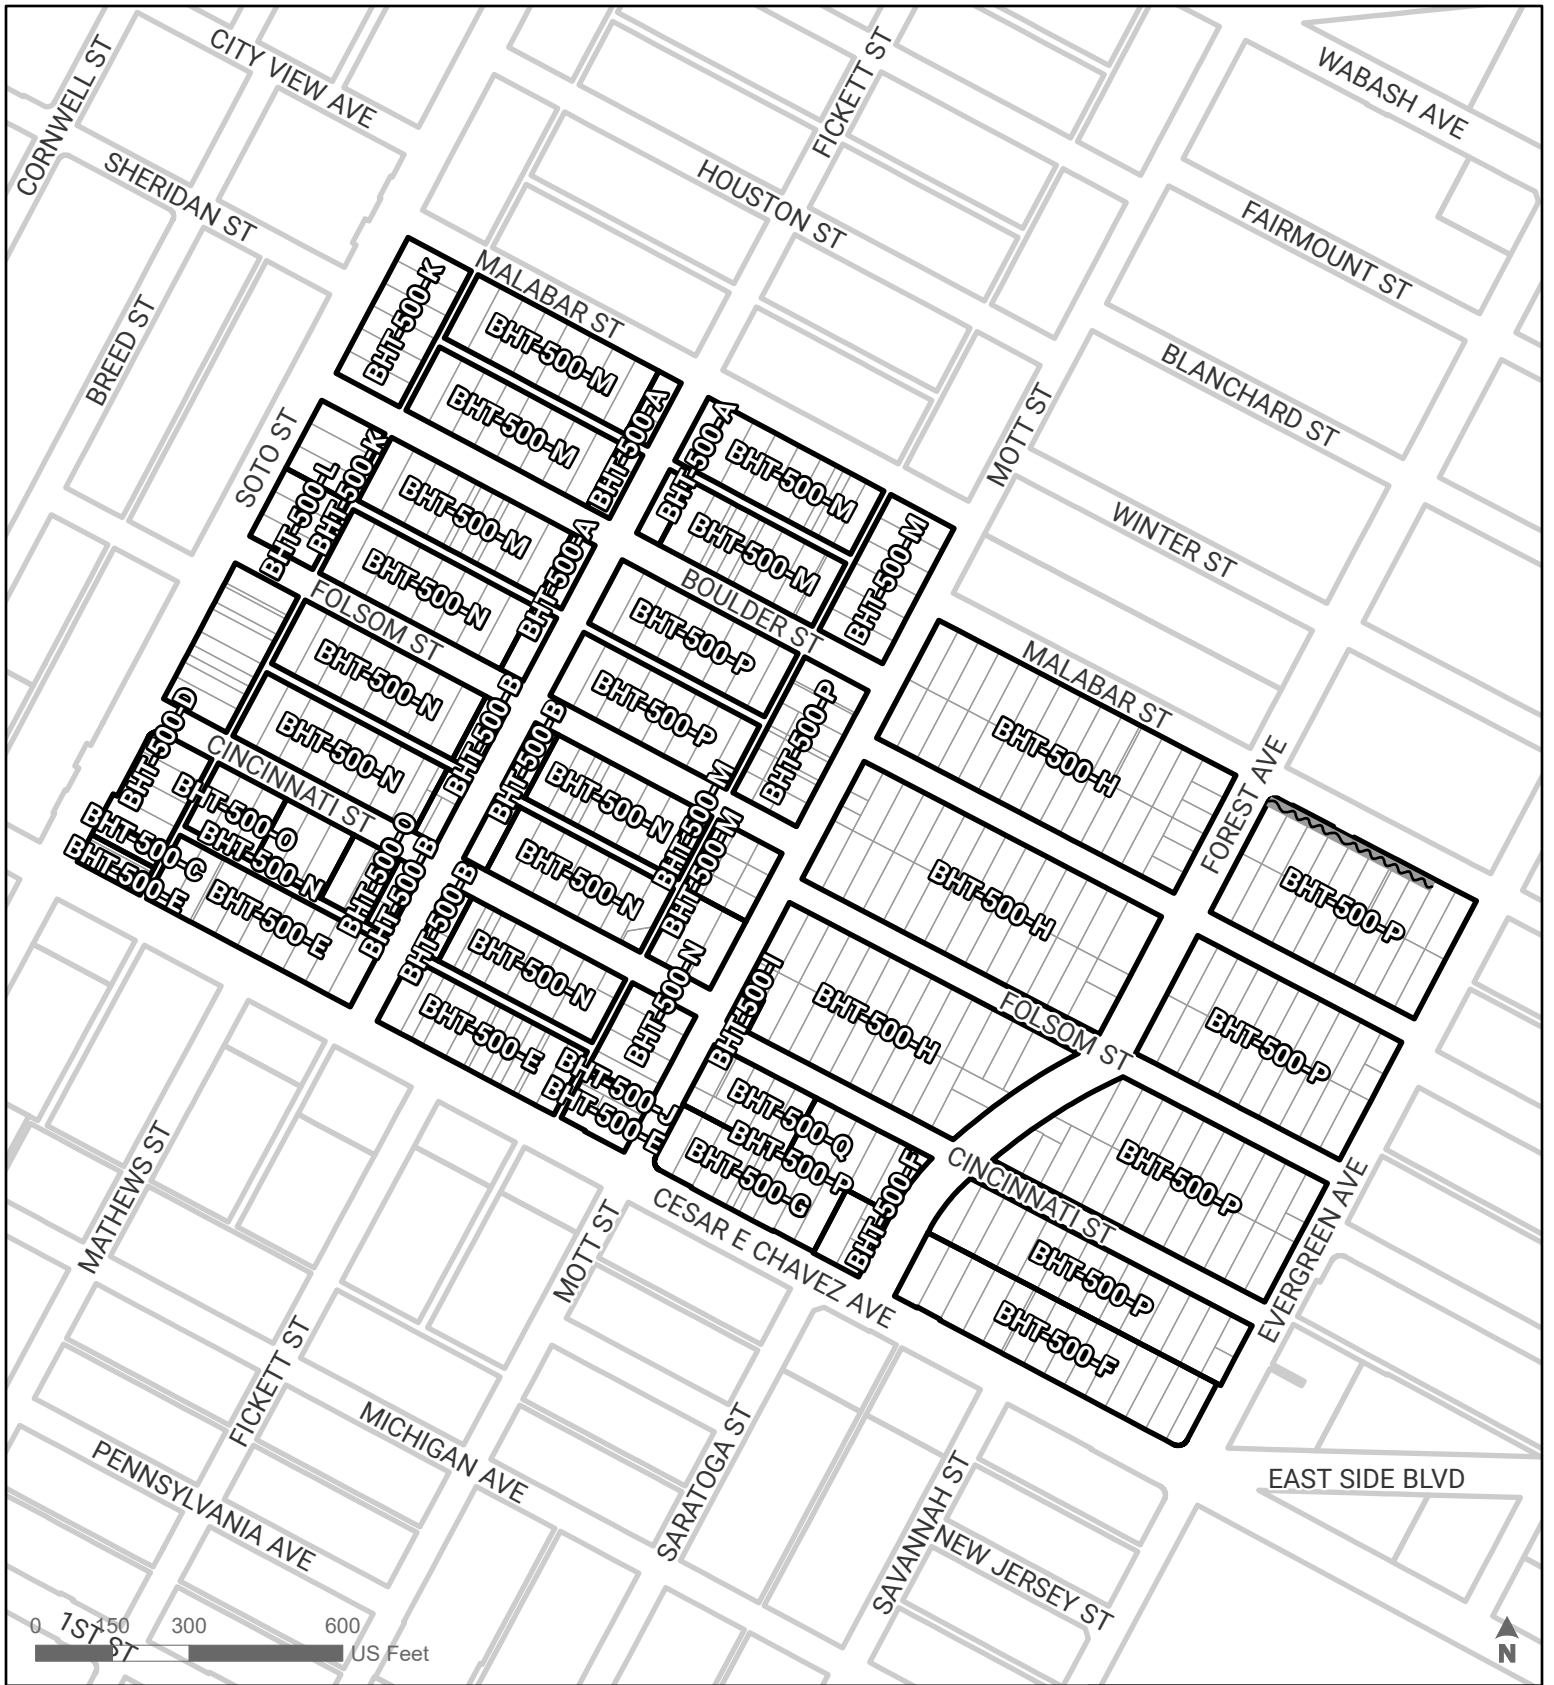 CITY VIEW AVE
CORNWELL ST
FICKETT ST
WABASH AVE
SHERIDAN ST
HOUSTON ST
FAIRMOUNT ST
BREED ST
MALABAR ST
BHT-500-K
BHT-500-M
BHT-500-M
BHT-500-A
BHT-500-A
BHT-500-M
BLANCHARD ST
MOTT ST
SOTO ST
BHT-500-L
BHT-500-K
BHT-500-M
BHT-500-A
BHT-500-M
BHT-500-M
WINTER ST
BHT-500-N
BOULDER ST
FOLSOM ST
BHT-500-N
BHT-500-P
BHT-500-P
BHT-500-P
MALABAR ST
BHT-500-H
BHT-500-B
BHT-500-B
BHT-500-D
CINCINNATI ST
BHT-500-N
BHT-500-N
BHT-500-M
BHT-500-M
FOREST AVE
BHT-500-O
BHT-500-N
BHT-500-C
BHT-500-E
BHT-500-E
BHT-500-O
BHT-500-B
BHT-500-B
BHT-500-N
BHT-500-H
BHT-500-P
BHT-500-N
BHT-500-N
BHT-500-I
BHT-500-H
FOLSOM ST
BHT-500-P
BHT-500-E
BHT-500-J
BHT-500-E
BHT-500-Q
BHT-500-P
BHT-500-G
BHT-500-F
CINCINNATI ST
BHT-500-P
MATHEWS ST
MOTT ST
CESAR E CHAVEZ AVE
BHT-500-P
BHT-500-F
EVERGREEN AVE
FICKETT ST
MICHIGAN AVE
SARATOGA ST
SAVANNAH ST
EAST SIDE BLVD
PENNSYLVANIA AVE
NEW JERSEY ST
1ST ST
0 150 300 600
US Feet
N